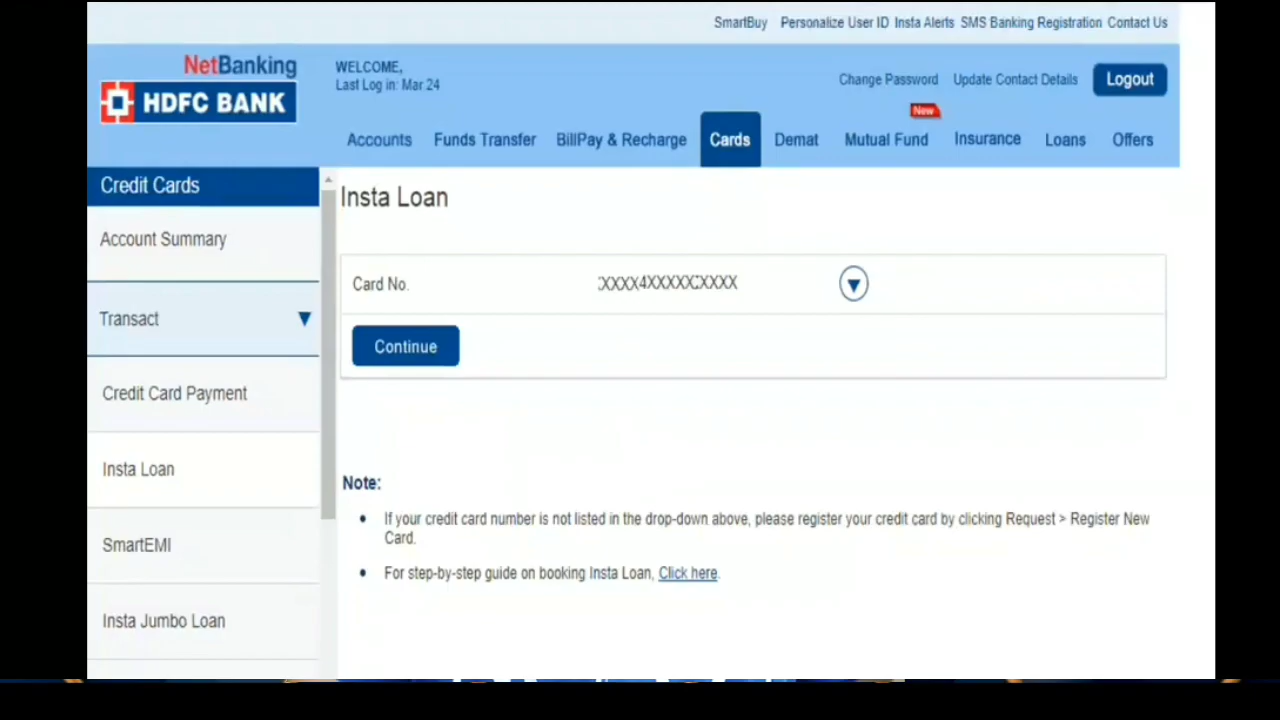 SmartBuy Personalize User ID Insta Alerts SMS Banking Registration Contact Us
NetBanking
HDFC BANK
WELCOME,
Last Log in: Mar 24
Change Password Update Contact Details Logout
New
Accounts Funds Transfer BillPay & Recharge Cards Demat Mutual Fund Insurance Loans Offers
Credit Cards
Account Summary
Transact
Credit Card Payment
Insta Loan
SmartEMI
Insta Jumbo Loan
Insta Loan
Card No. XXXX4XXXXXXXXX
Continue
Note:
If your credit card number is not listed in the drop-down above, please register your credit card by clicking Request > Register New
Card.
For step-by-step guide on booking Insta Loan, Click here.